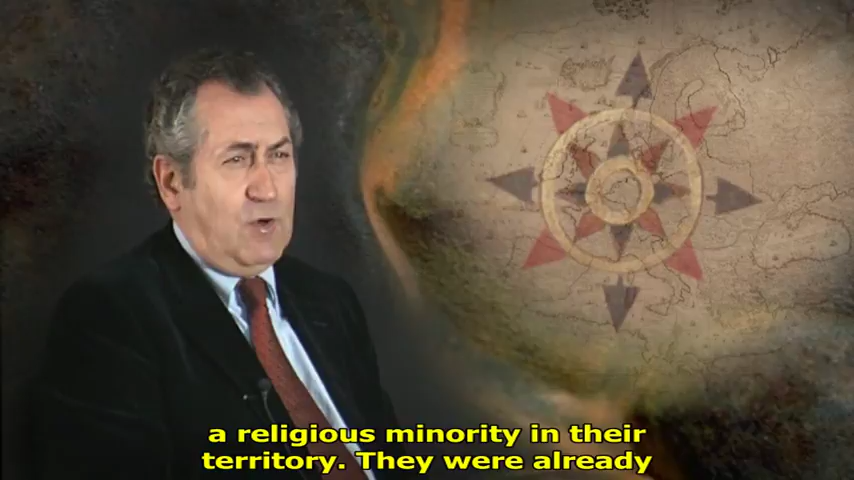 a religious minority in their
territory. They were already